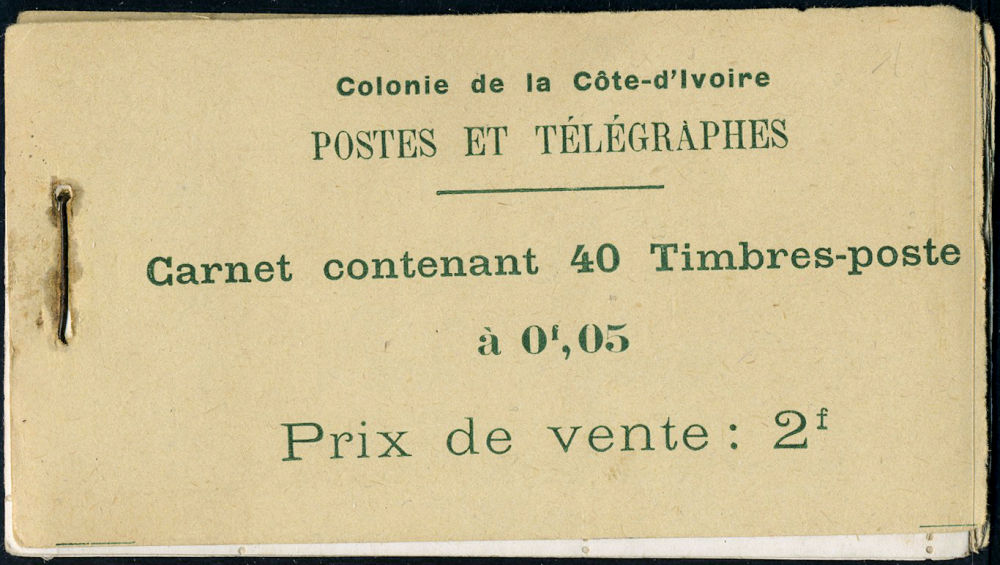 Colonie de la Côte-d'Ivoire
POSTES ET TÉLÉGRAPHES
Carnet contenant 40 Timbres-poste
à 0ᶠ,05
Prix de vente : 2ᶠ